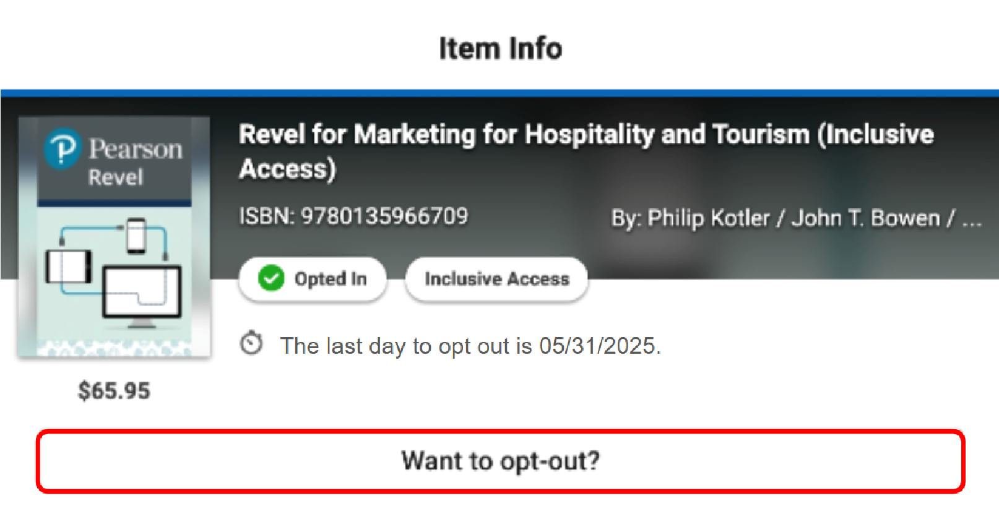 Item Info
Pearson
Revel
Revel for Marketing for Hospitality and Tourism (Inclusive
Access)
ISBN: 9780135966709
By: Philip Kotler / John T. Bowen / ...
Opted In
Inclusive Access
The last day to opt out is 05/31/2025.
$65.95
Want to opt-out?